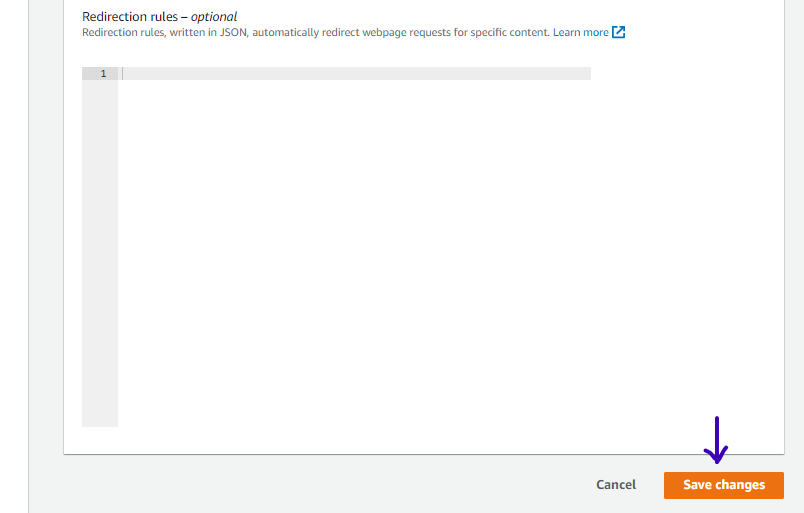 Redirection rules – optional
Redirection rules, written in JSON, automatically redirect webpage requests for specific content. Learn more
1
Cancel Save changes